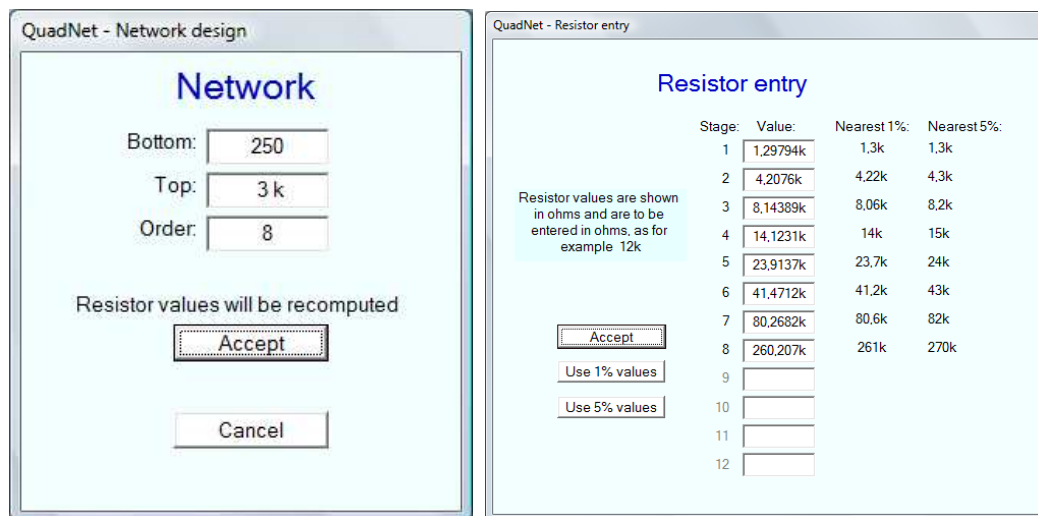 QuadNet - Network design
Network
Bottom: 250
Top: 3 k
Order: 8
Resistor values will be recomputed
Accept
Cancel
QuadNet - Resistor entry
Resistor entry
Stage: Value: Nearest 1%: Nearest 5%:
1 1,29794k 1,3k 1,3k
2 4,2076k 4,22k 4,3k
3 8,14389k 8,06k 8,2k
4 14,1231k 14k 15k
5 23,9137k 23,7k 24k
6 41,4712k 41,2k 43k
7 80,2682k 80,6k 82k
8 260,207k 261k 270k
9
10
11
12
Resistor values are shown
in ohms and are to be
entered in ohms, as for
example 12k
Accept
Use 1% values
Use 5% values